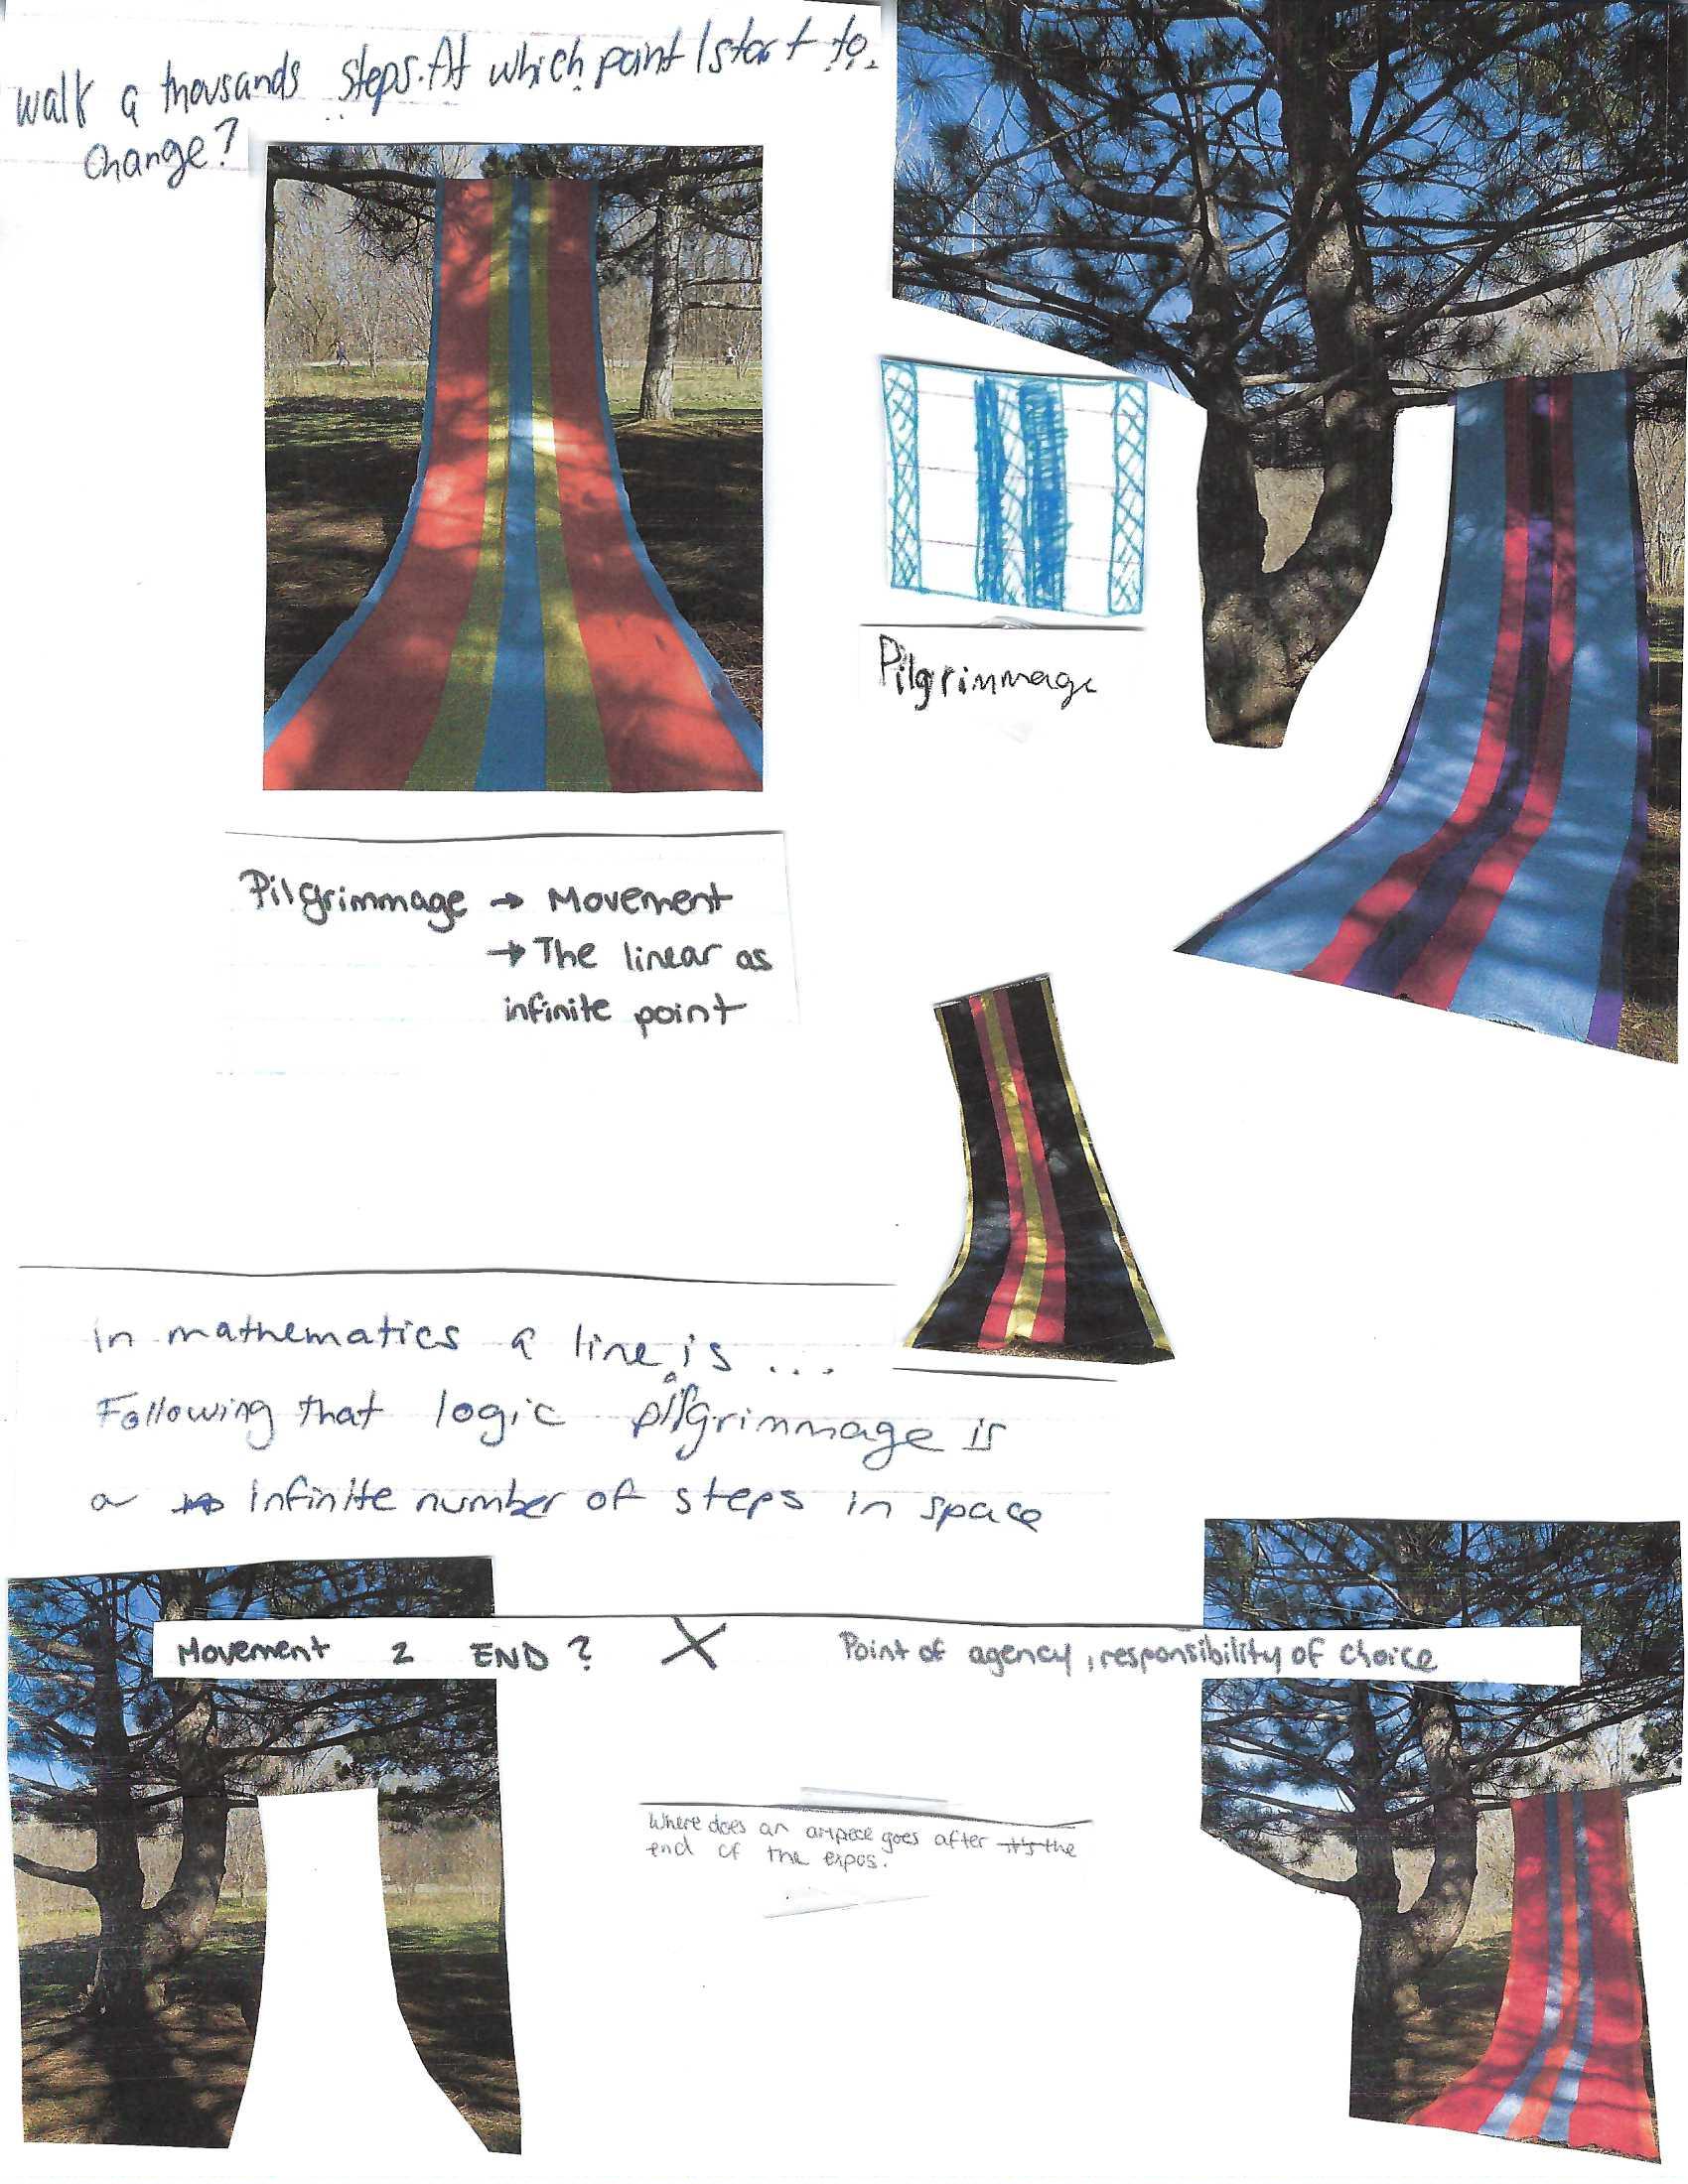 walk a thousands steps. At which point I start to
change?
Pilgrimmage
Pilgrimmage → Movement
→ The linear as
infinite point
in mathematics a line is ...
Following that logic a pilgrimmage is
a infinite number of steps in space
Movement 2 END? X Point of agency, responsibility of choice
Where does an artpiece goes after it's the
end of the expos.